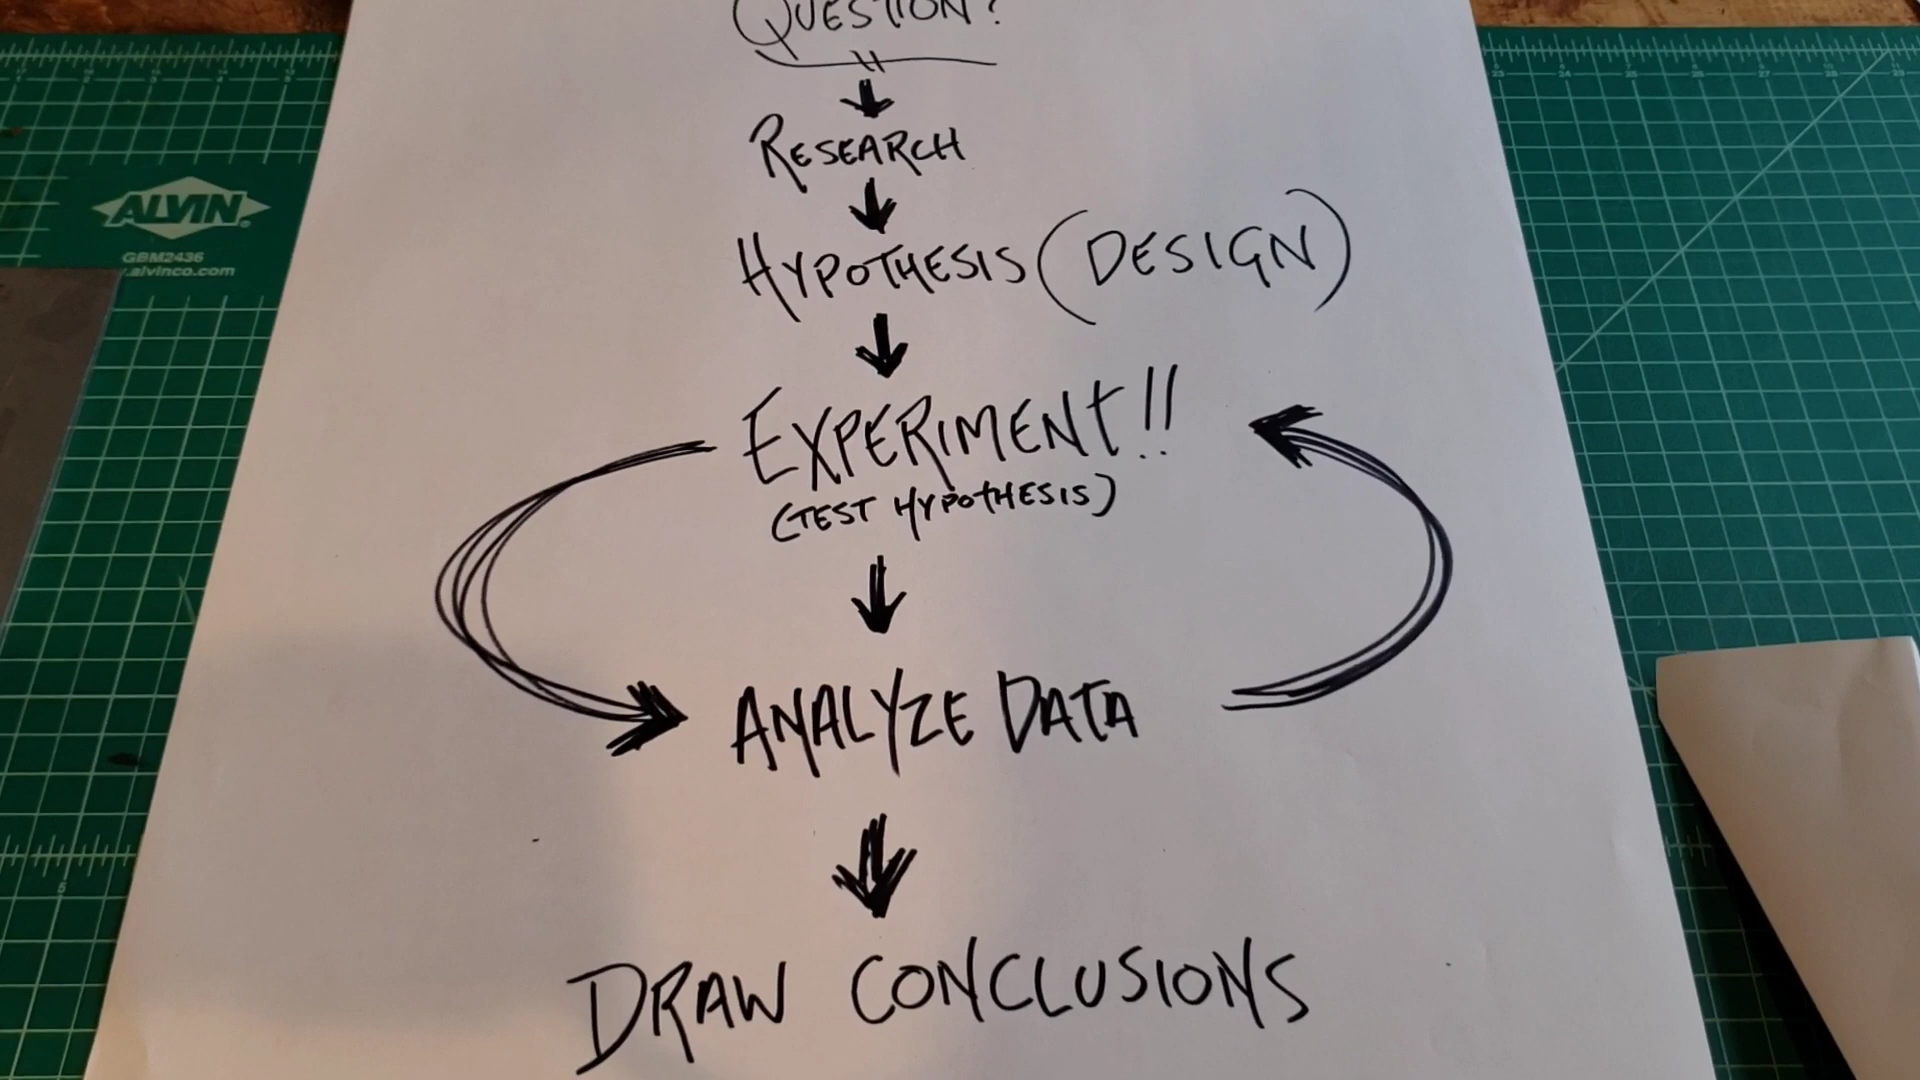 QUESTION?
RESEARCH
HYPOTHESIS (DESIGN)
EXPERIMENT!!
(TEST HYPOTHESIS)
ANALYZE DATA
DRAW CONCLUSIONS
ALVIN®
GBM2436
.alvinco.com